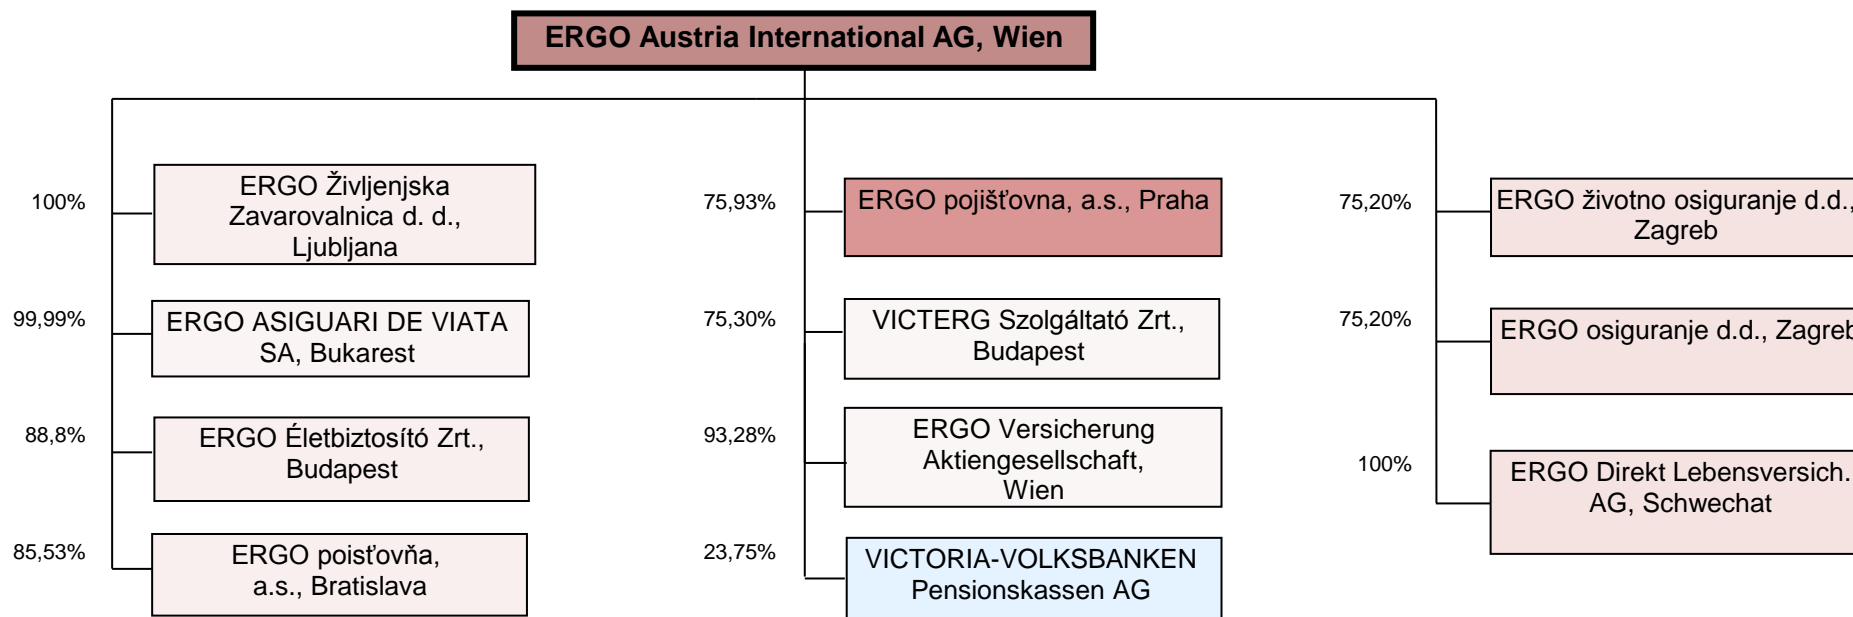 ERGO Austria International AG, Wien
100%
ERGO Življenjska
Zavarovalnica d. d.,
Ljubljana
99,99%
ERGO ASIGUARI DE VIATA
SA, Bukarest
88,8%
ERGO Életbiztosító Zrt.,
Budapest
85,53%
ERGO poisťovňa,
a.s., Bratislava
75,93%
ERGO pojišťovna, a.s., Praha
75,30%
VICTERG Szolgáltató Zrt.,
Budapest
93,28%
ERGO Versicherung
Aktiengesellschaft,
Wien
23,75%
VICTORIA-VOLKSBANKEN
Pensionskassen AG
75,20%
ERGO životno osiguranje d.d.,
Zagreb
75,20%
ERGO osiguranje d.d., Zagreb
100%
ERGO Direkt Lebensversich.
AG, Schwechat